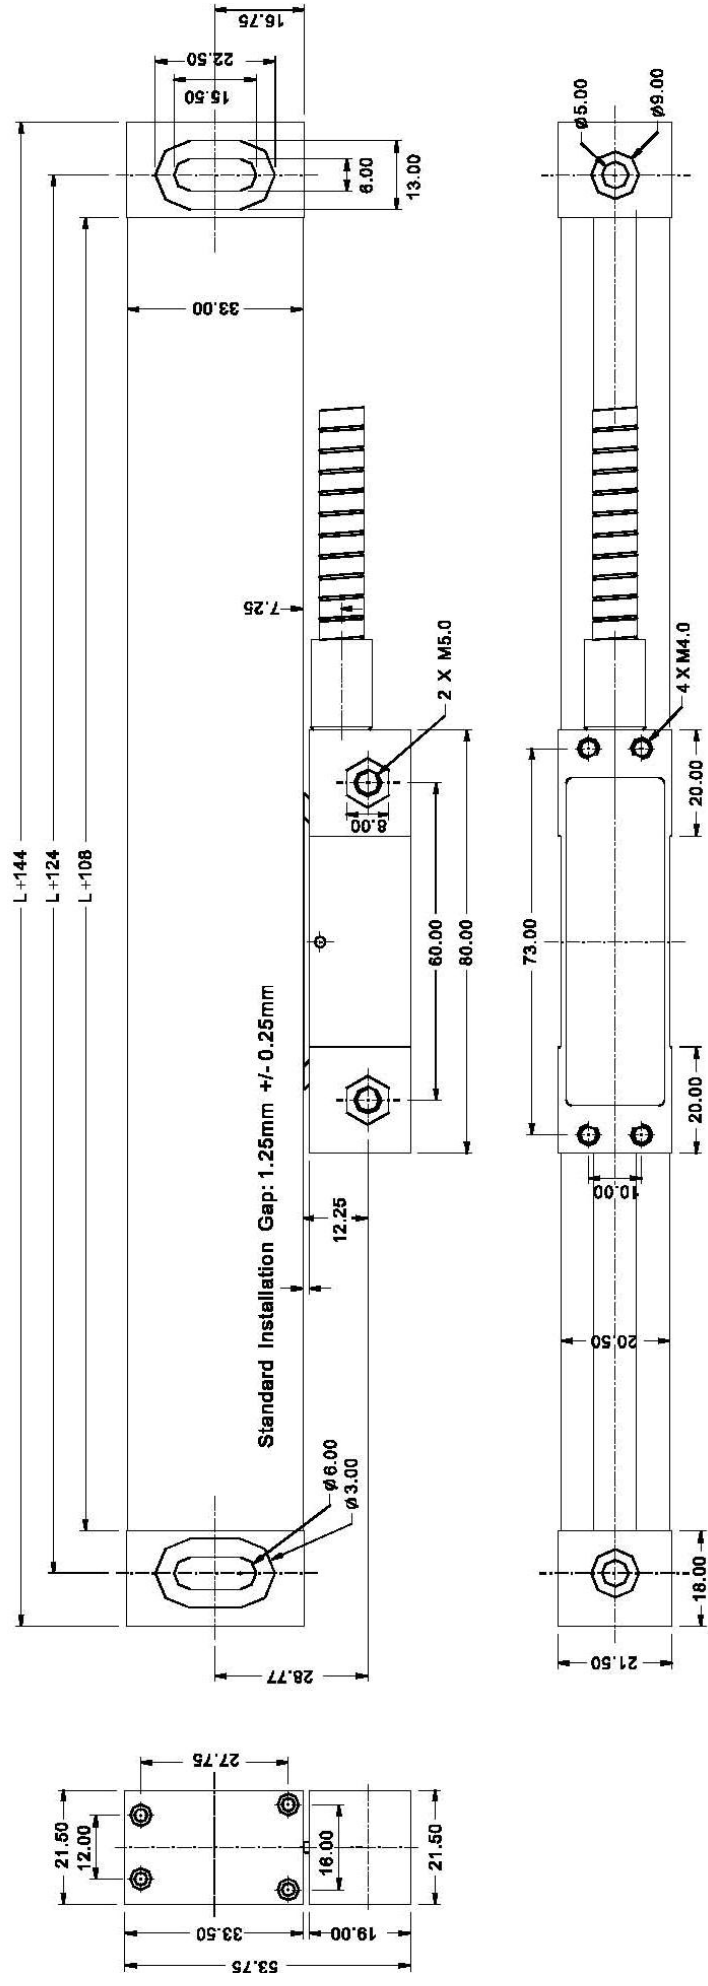 16.75
22.50
15.50
6.00
13.00
ø5.00
ø9.00
33.00
L+144
L+124
L+108
7.25
2 X M5.0
8.00
60.00
80.00
4 X M4.0
20.00
73.00
20.00
10.00
Standard Installation Gap: 1.25mm +/- 0.25mm
12.25
20.50
ø6.00
ø3.00
28.77
18.00
21.50
27.75
21.50
12.00
16.00
21.50
33.50
19.00
53.75